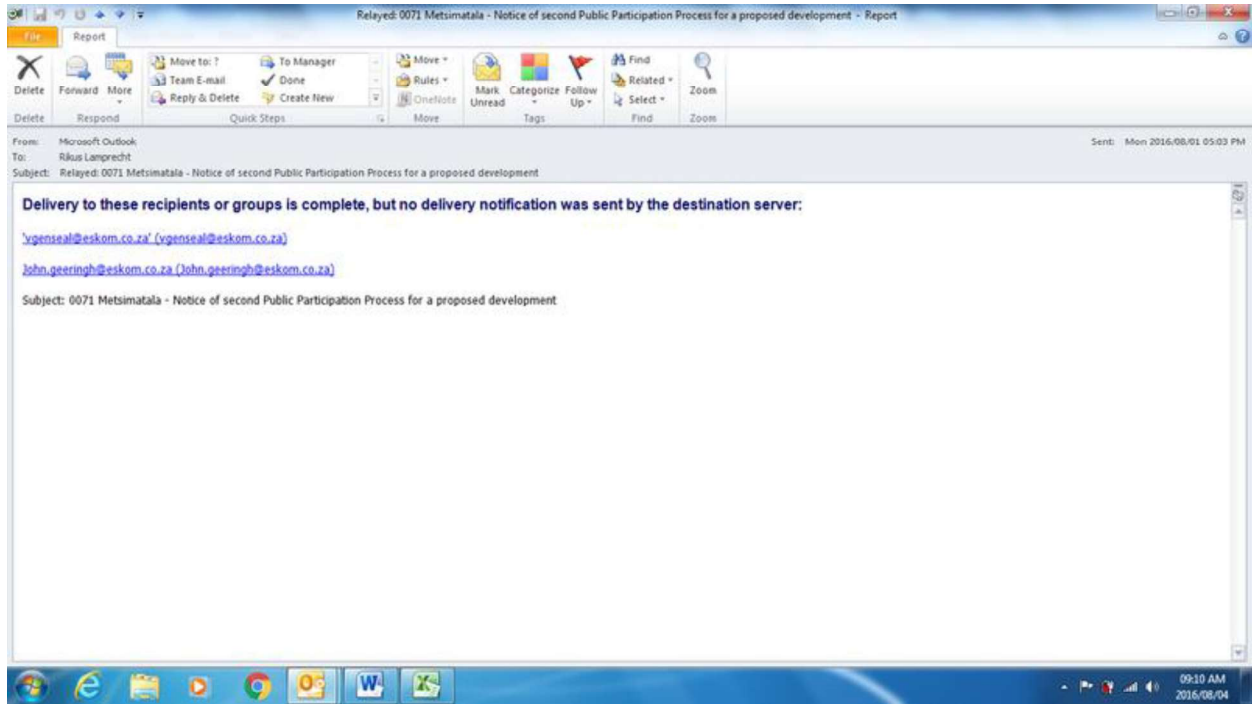 Relayed: 0071 Metsimatala - Notice of second Public Participation Process for a proposed development - Report
File Report
Delete
Forward
More
Move to: ?
Team E-mail
Reply & Delete
To Manager
Done
Create New
Move
Rules
OneNote
Mark Unread
Categorize
Follow Up
Find
Related
Select
Zoom
Delete Respond Quick Steps Move Tags Find Zoom
From: Microsoft Outlook Sent: Mon 2016/08/01 05:03 PM
To: Rikus Lamprecht
Subject: Relayed: 0071 Metsimatala - Notice of second Public Participation Process for a proposed development
Delivery to these recipients or groups is complete, but no delivery notification was sent by the destination server:
'vgenseal@eskom.co.za' (vgenseal@eskom.co.za)
John.geeringh@eskom.co.za (John.geeringh@eskom.co.za)
Subject: 0071 Metsimatala - Notice of second Public Participation Process for a proposed development
09:10 AM
2016/08/04